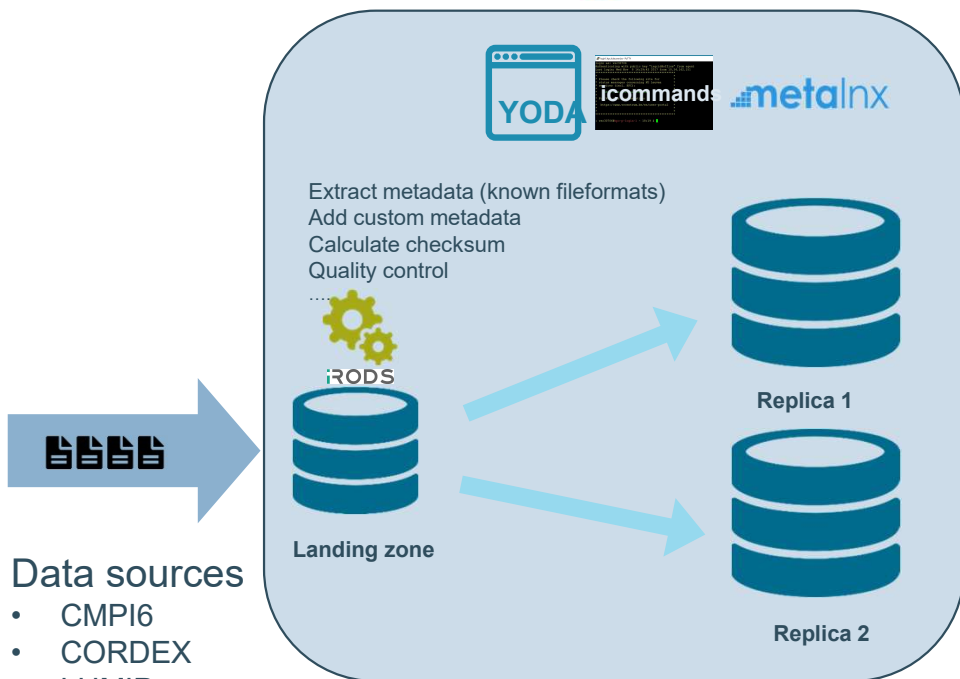 YODA
icommands
metalnx
Extract metadata (known fileformats)
Add custom metadata
Calculate checksum
Quality control
....
iRODS
Replica 1
Landing zone
Data sources
• CMPI6
• CORDEX
Replica 2